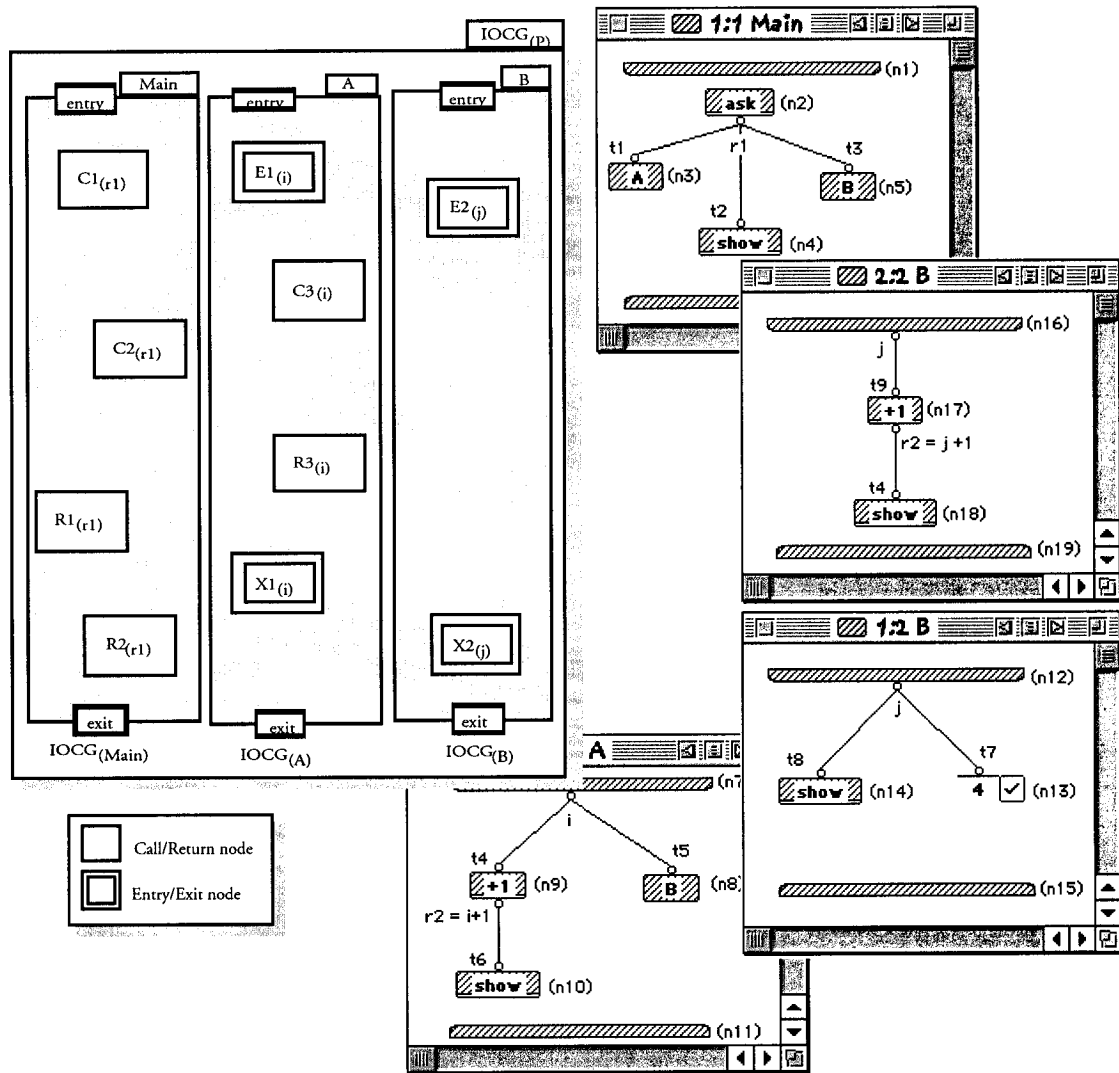 IOCG(P)
Main
A
B
entry
entry
entry
C1(r1)
E1(i)
E2(j)
C3(i)
C2(r1)
R3(i)
R1(r1)
X1(i)
R2(r1)
X2(j)
exit
exit
exit
IOCG(Main)
IOCG(A)
IOCG(B)
Call/Return node
Entry/Exit node
1:1 Main
(n1)
ask (n2)
t1
r1
t3
A (n3)
B (n5)
t2
show (n4)
2:2 B
(n16)
j
t9
+1 (n17)
r2 = j+1
t4
show (n18)
(n19)
1:2 B
(n12)
j
t8
t7
show (n14)
4 (n13)
(n15)
A
(n7
i
t4
t5
+1 (n9)
B (n8)
r2 = i+1
t6
show (n10)
(n11)